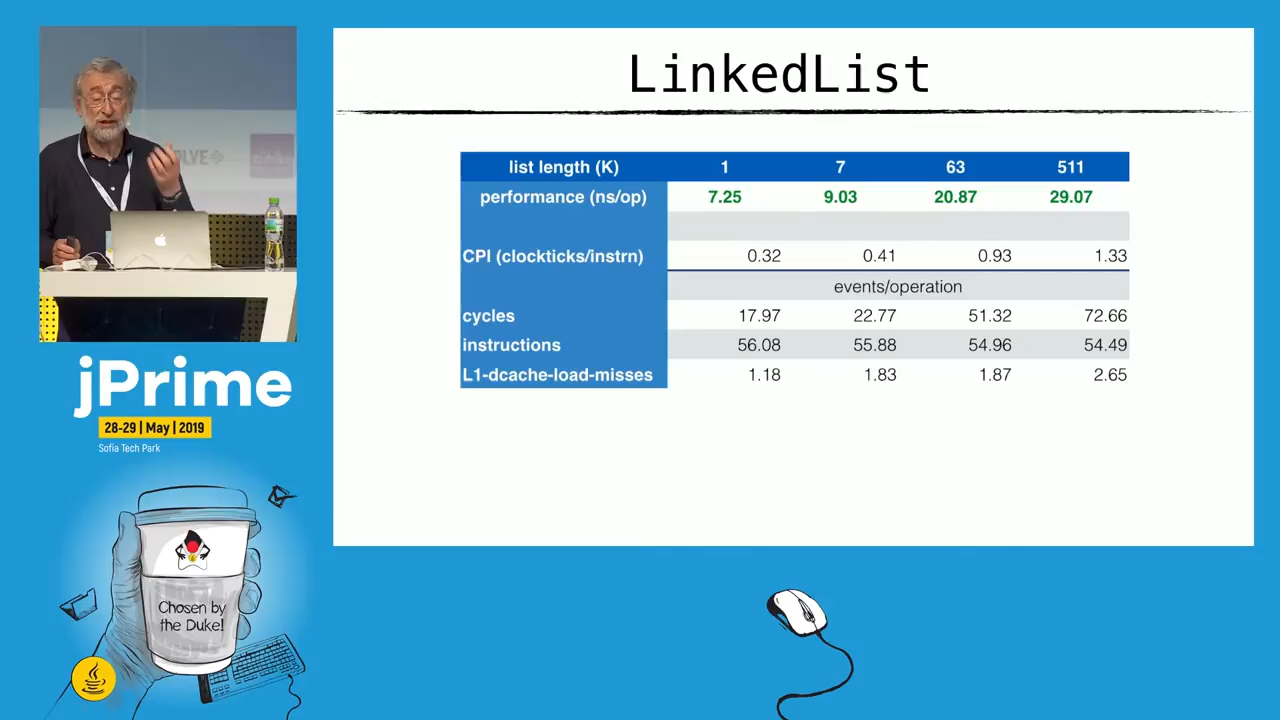 LinkedList
list length (K) 1 7 63 511
performance (ns/op) 7.25 9.03 20.87 29.07
CPI (clockticks/instrn) 0.32 0.41 0.93 1.33
events/operation
cycles 17.97 22.77 51.32 72.66
instructions 56.08 55.88 54.96 54.49
L1-dcache-load-misses 1.18 1.83 1.87 2.65
jPrime
28-29 | May | 2019
Sofia Tech Park
Chosen by
the Duke!